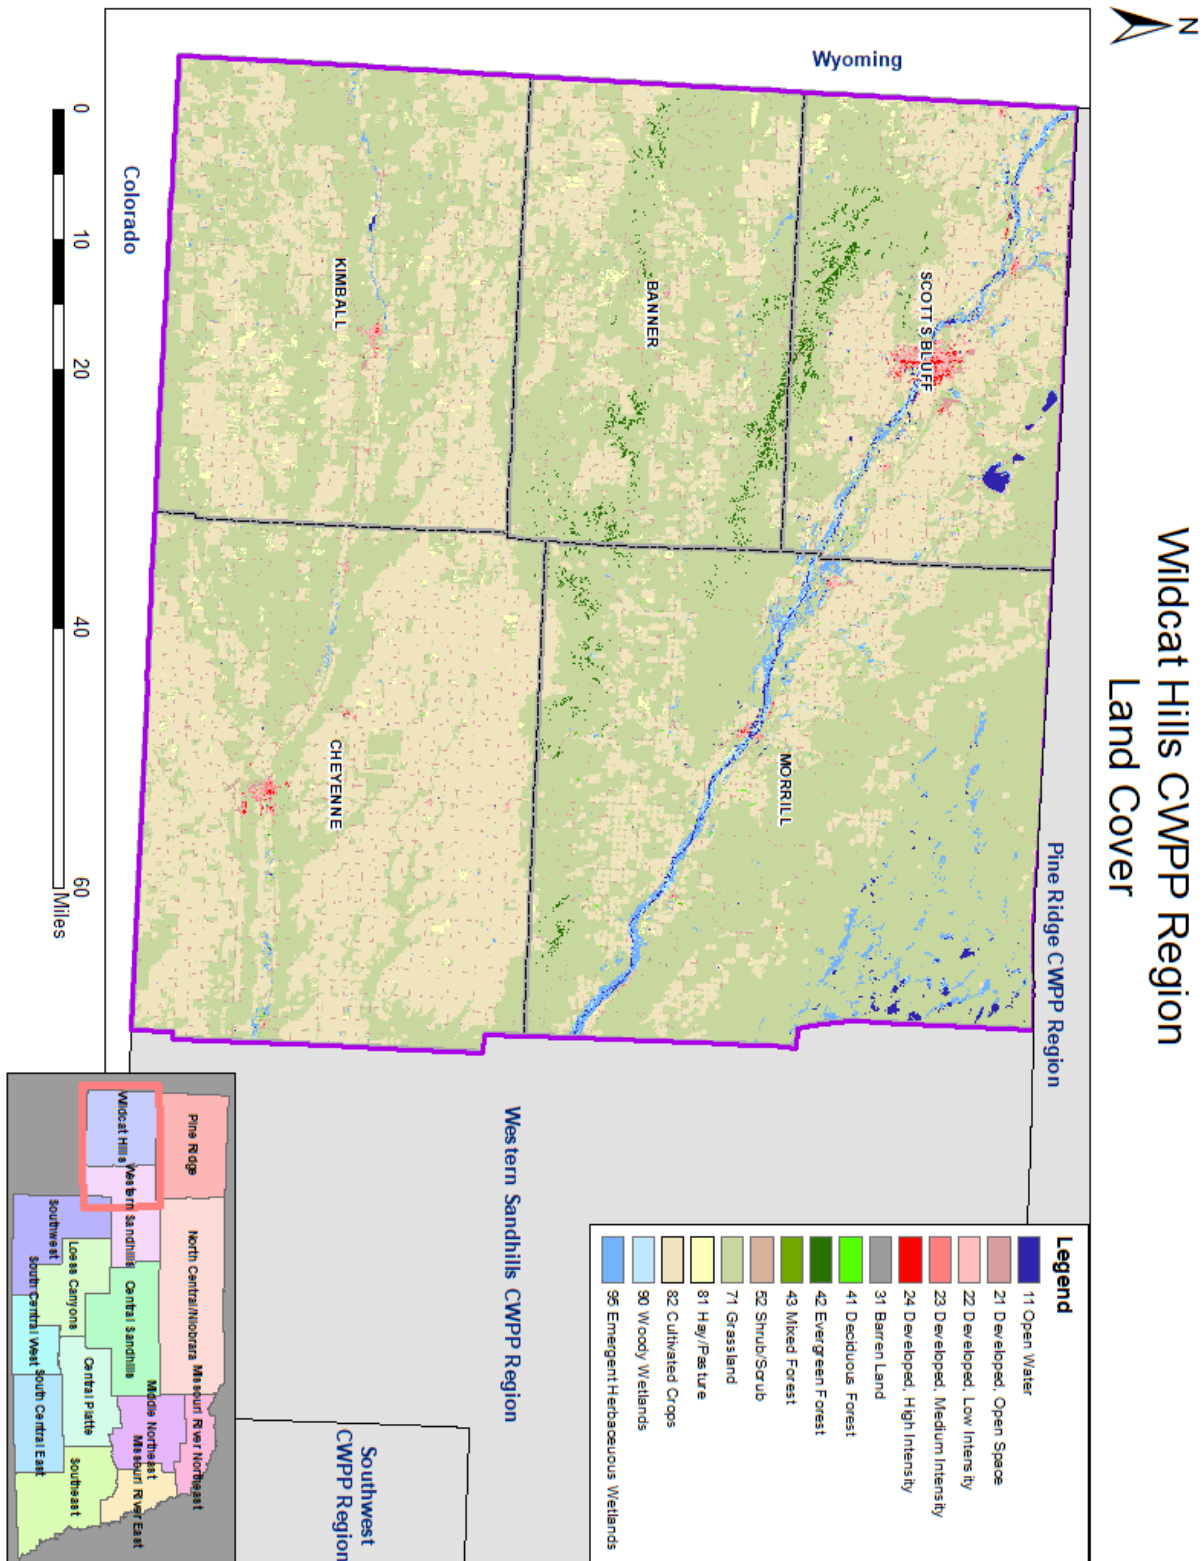 Wildcat Hills CWPP Region
Land Cover
N
Wyoming
Pine Ridge CWPP Region
SCOTTS BLUFF
BANNER
MORRILL
KIMBALL
CHEYENNE
Colorado
Western Sandhills CWPP Region
Southwest
CWPP Region
0 10 20 40 60
Miles
Legend
11 Open Water
21 Developed, Open Space
22 Developed, Low Intensity
23 Developed, Medium Intensity
24 Developed, High Intensity
31 Barren Land
41 Deciduous Forest
42 Evergreen Forest
43 Mixed Forest
52 Shrub/Scrub
71 Grassland
81 Hay/Pasture
82 Cultivated Crops
90 Woody Wetlands
95 Emergent Herbaceuous Wetlands
Pine Ridge
North Central/Niobrara
Missouri River Northeast
Wildcat Hills
Western Sandhills
Central Sandhills
Middle Northeast
Missouri River East
Loess Canyons
Central Platte
Southwest
South Central West
South Central East
Southeast